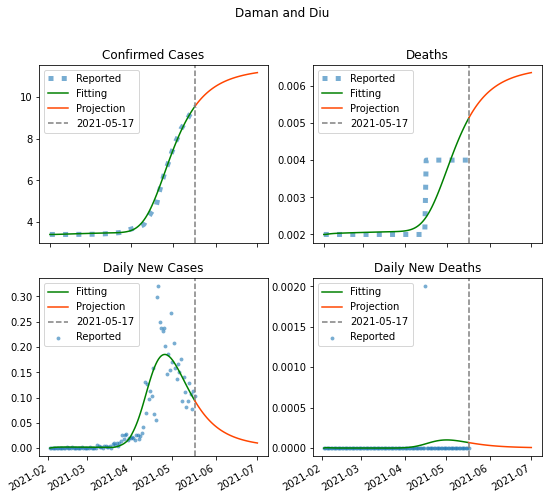 Daman and Diu
Confirmed Cases
Reported
Fitting
Projection
2021-05-17
10
8
6
4
Deaths
Reported
Fitting
Projection
2021-05-17
0.006
0.005
0.004
0.003
0.002
Daily New Cases
Fitting
Projection
2021-05-17
Reported
0.30
0.25
0.20
0.15
0.10
0.05
0.00
2021-02
2021-03
2021-04
2021-05
2021-06
2021-07
Daily New Deaths
Fitting
Projection
2021-05-17
Reported
0.0020
0.0015
0.0010
0.0005
0.0000
2021-02
2021-03
2021-04
2021-05
2021-06
2021-07